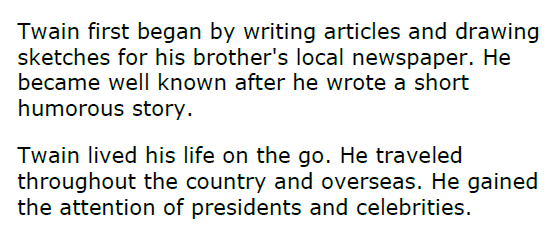 Twain first began by writing articles and drawing
sketches for his brother's local newspaper. He
became well known after he wrote a short
humorous story.
Twain lived his life on the go. He traveled
throughout the country and overseas. He gained
the attention of presidents and celebrities.